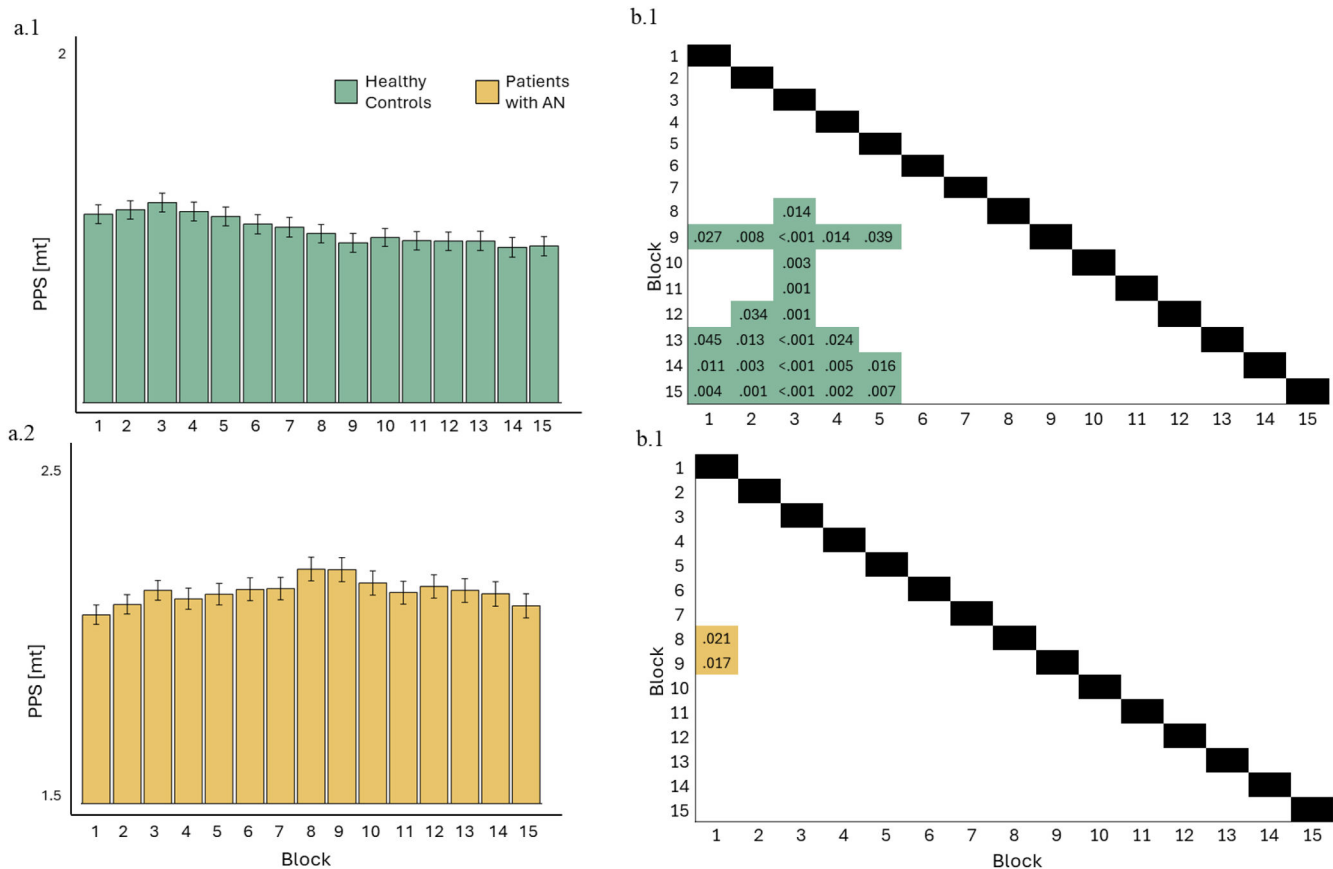 a.1
2
Healthy
Controls
Patients
with AN
PPS [mt]
1 2 3 4 5 6 7 8 9 10 11 12 13 14 15
b.1
1
2
3
4
5
6
7
8 .014
9 .027 .008 <.001 .014 .039
10 .003
11 .001
12 .034 .001
13 .045 .013 <.001 .024
14 .011 .003 <.001 .005 .016
15 .004 .001 <.001 .002 .007
Block
1 2 3 4 5 6 7 8 9 10 11 12 13 14 15
a.2
2.5
PPS [mt]
1.5
1 2 3 4 5 6 7 8 9 10 11 12 13 14 15
Block
b.1
1
2
3
4
5
6
7
8 .021
9 .017
10
11
12
13
14
15
Block
1 2 3 4 5 6 7 8 9 10 11 12 13 14 15
Block